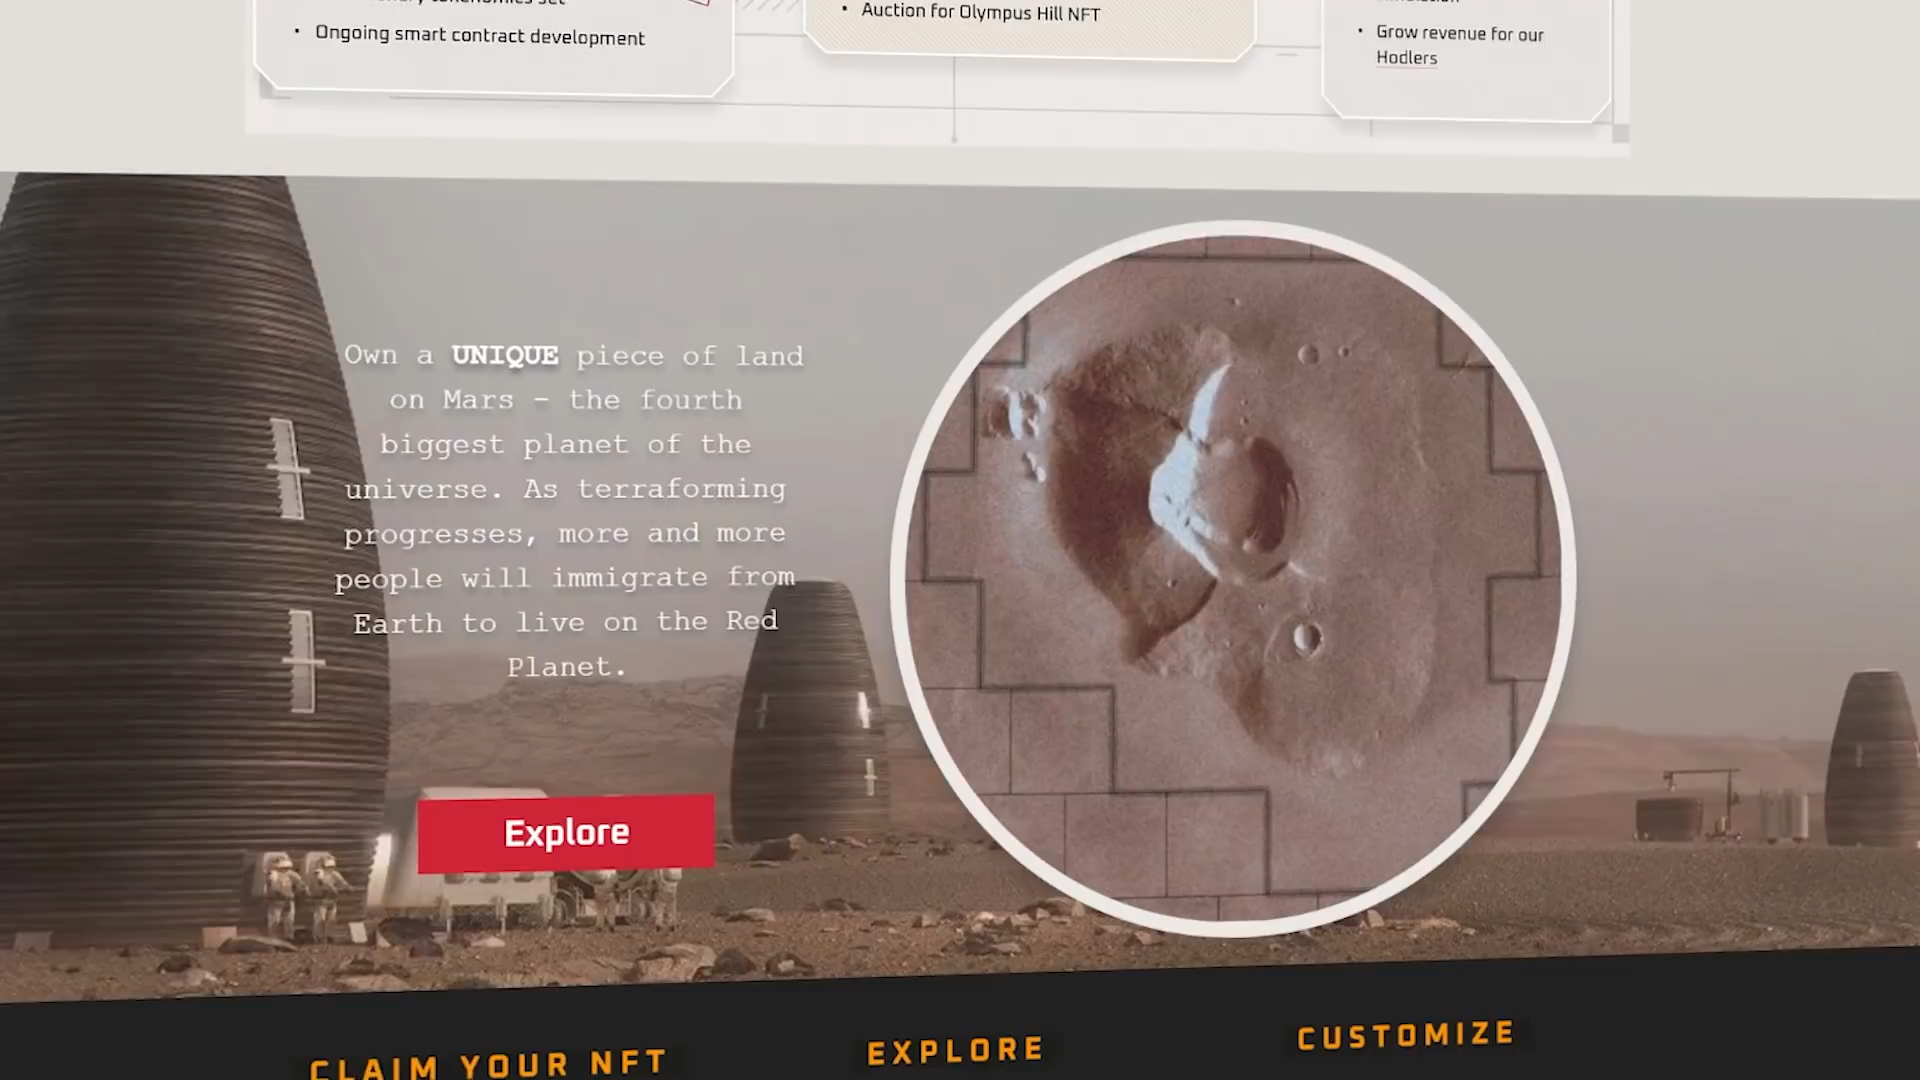 Ongoing smart contract development
Auction for Olympus Hill NFT
Grow revenue for our
Hodlers
Own a UNIQUE piece of land
on Mars – the fourth
biggest planet of the
universe. As terraforming
progresses, more and more
people will immigrate from
Earth to live on the Red
Planet.
Explore
CLAIM YOUR NFT
EXPLORE
CUSTOMIZE